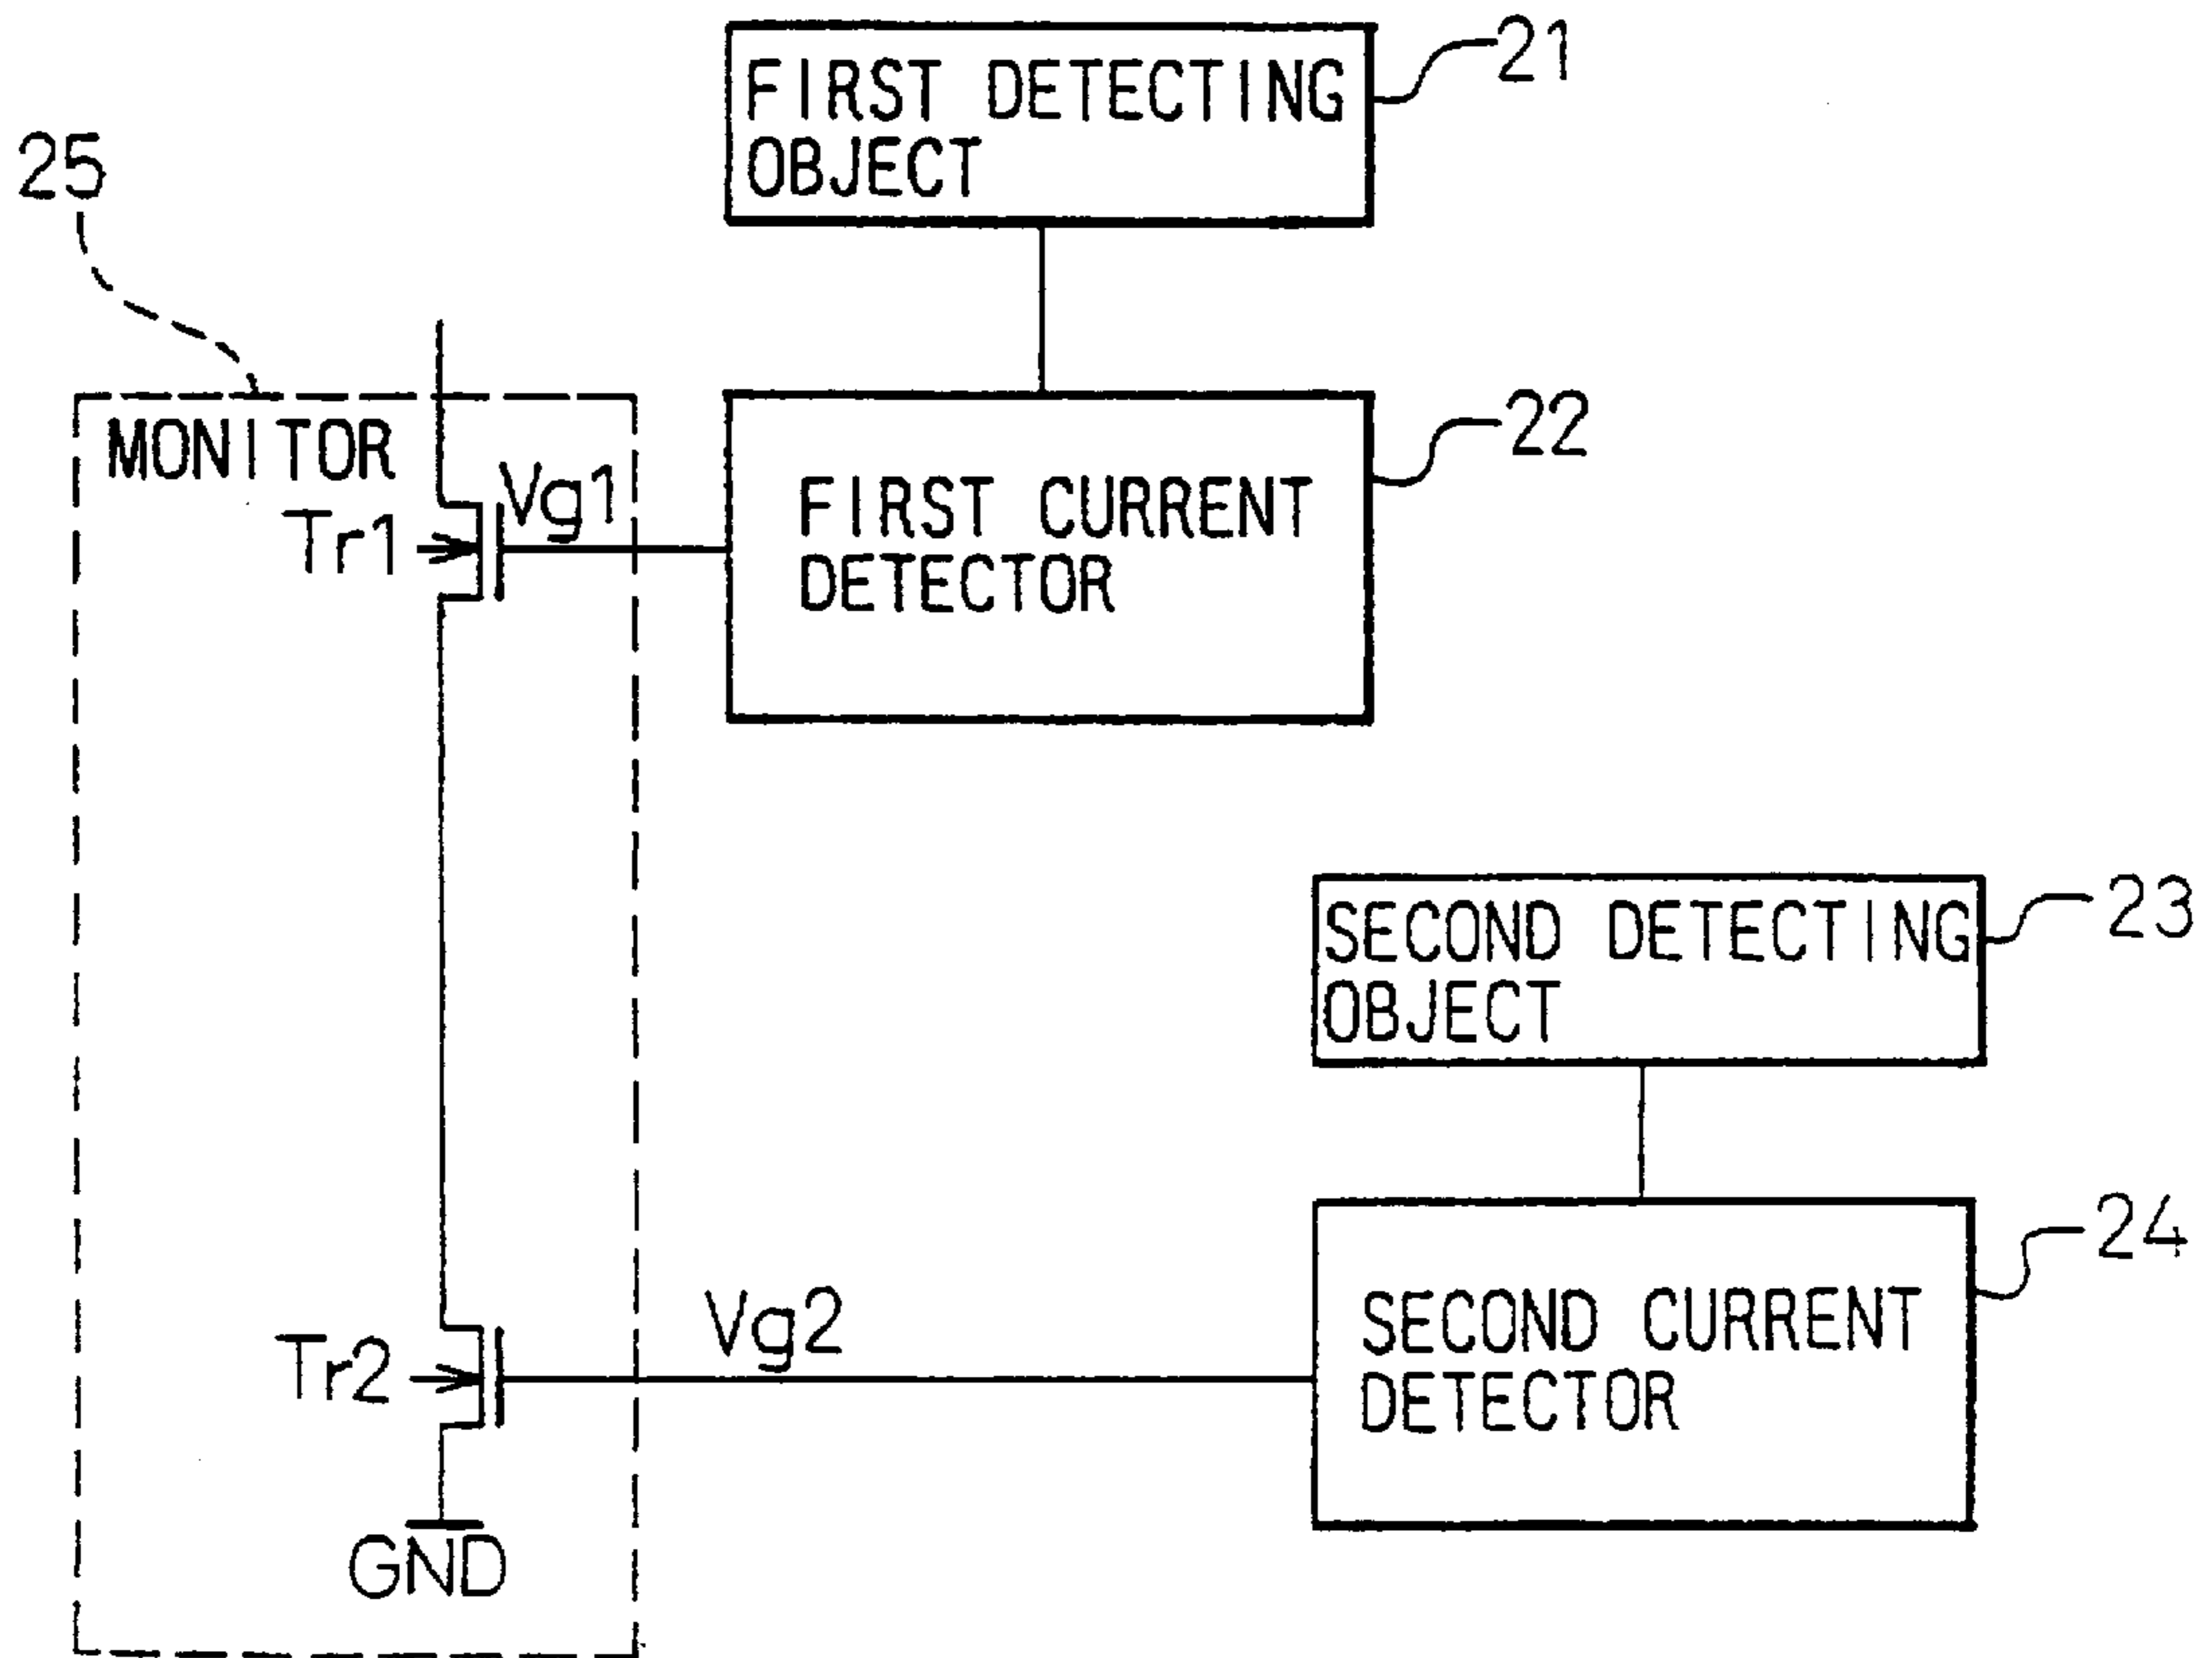 21
FIRST DETECTING
OBJECT
25
22
MONITOR
Vg1
FIRST CURRENT
DETECTOR
Tr1
23
SECOND DETECTING
OBJECT
24
Vg2
SECOND CURRENT
DETECTOR
Tr2
GND